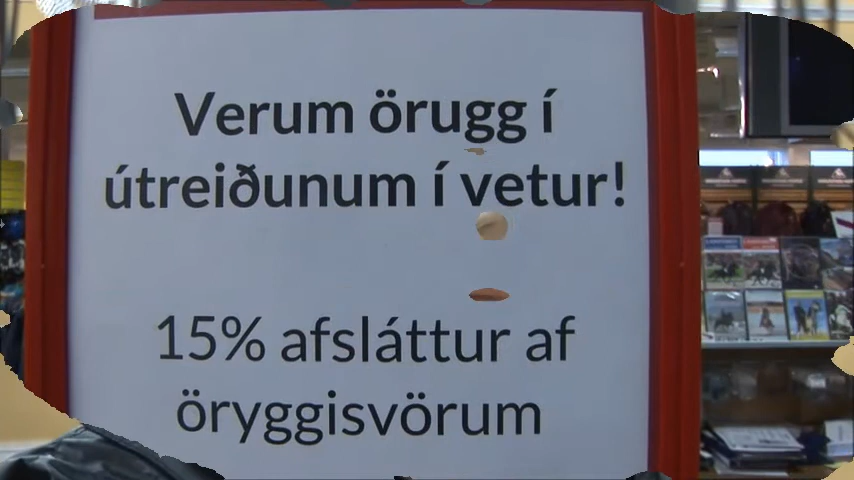 Verum örugg í
útreiðunum í vetur!
15% afsláttur af
öryggisvörum